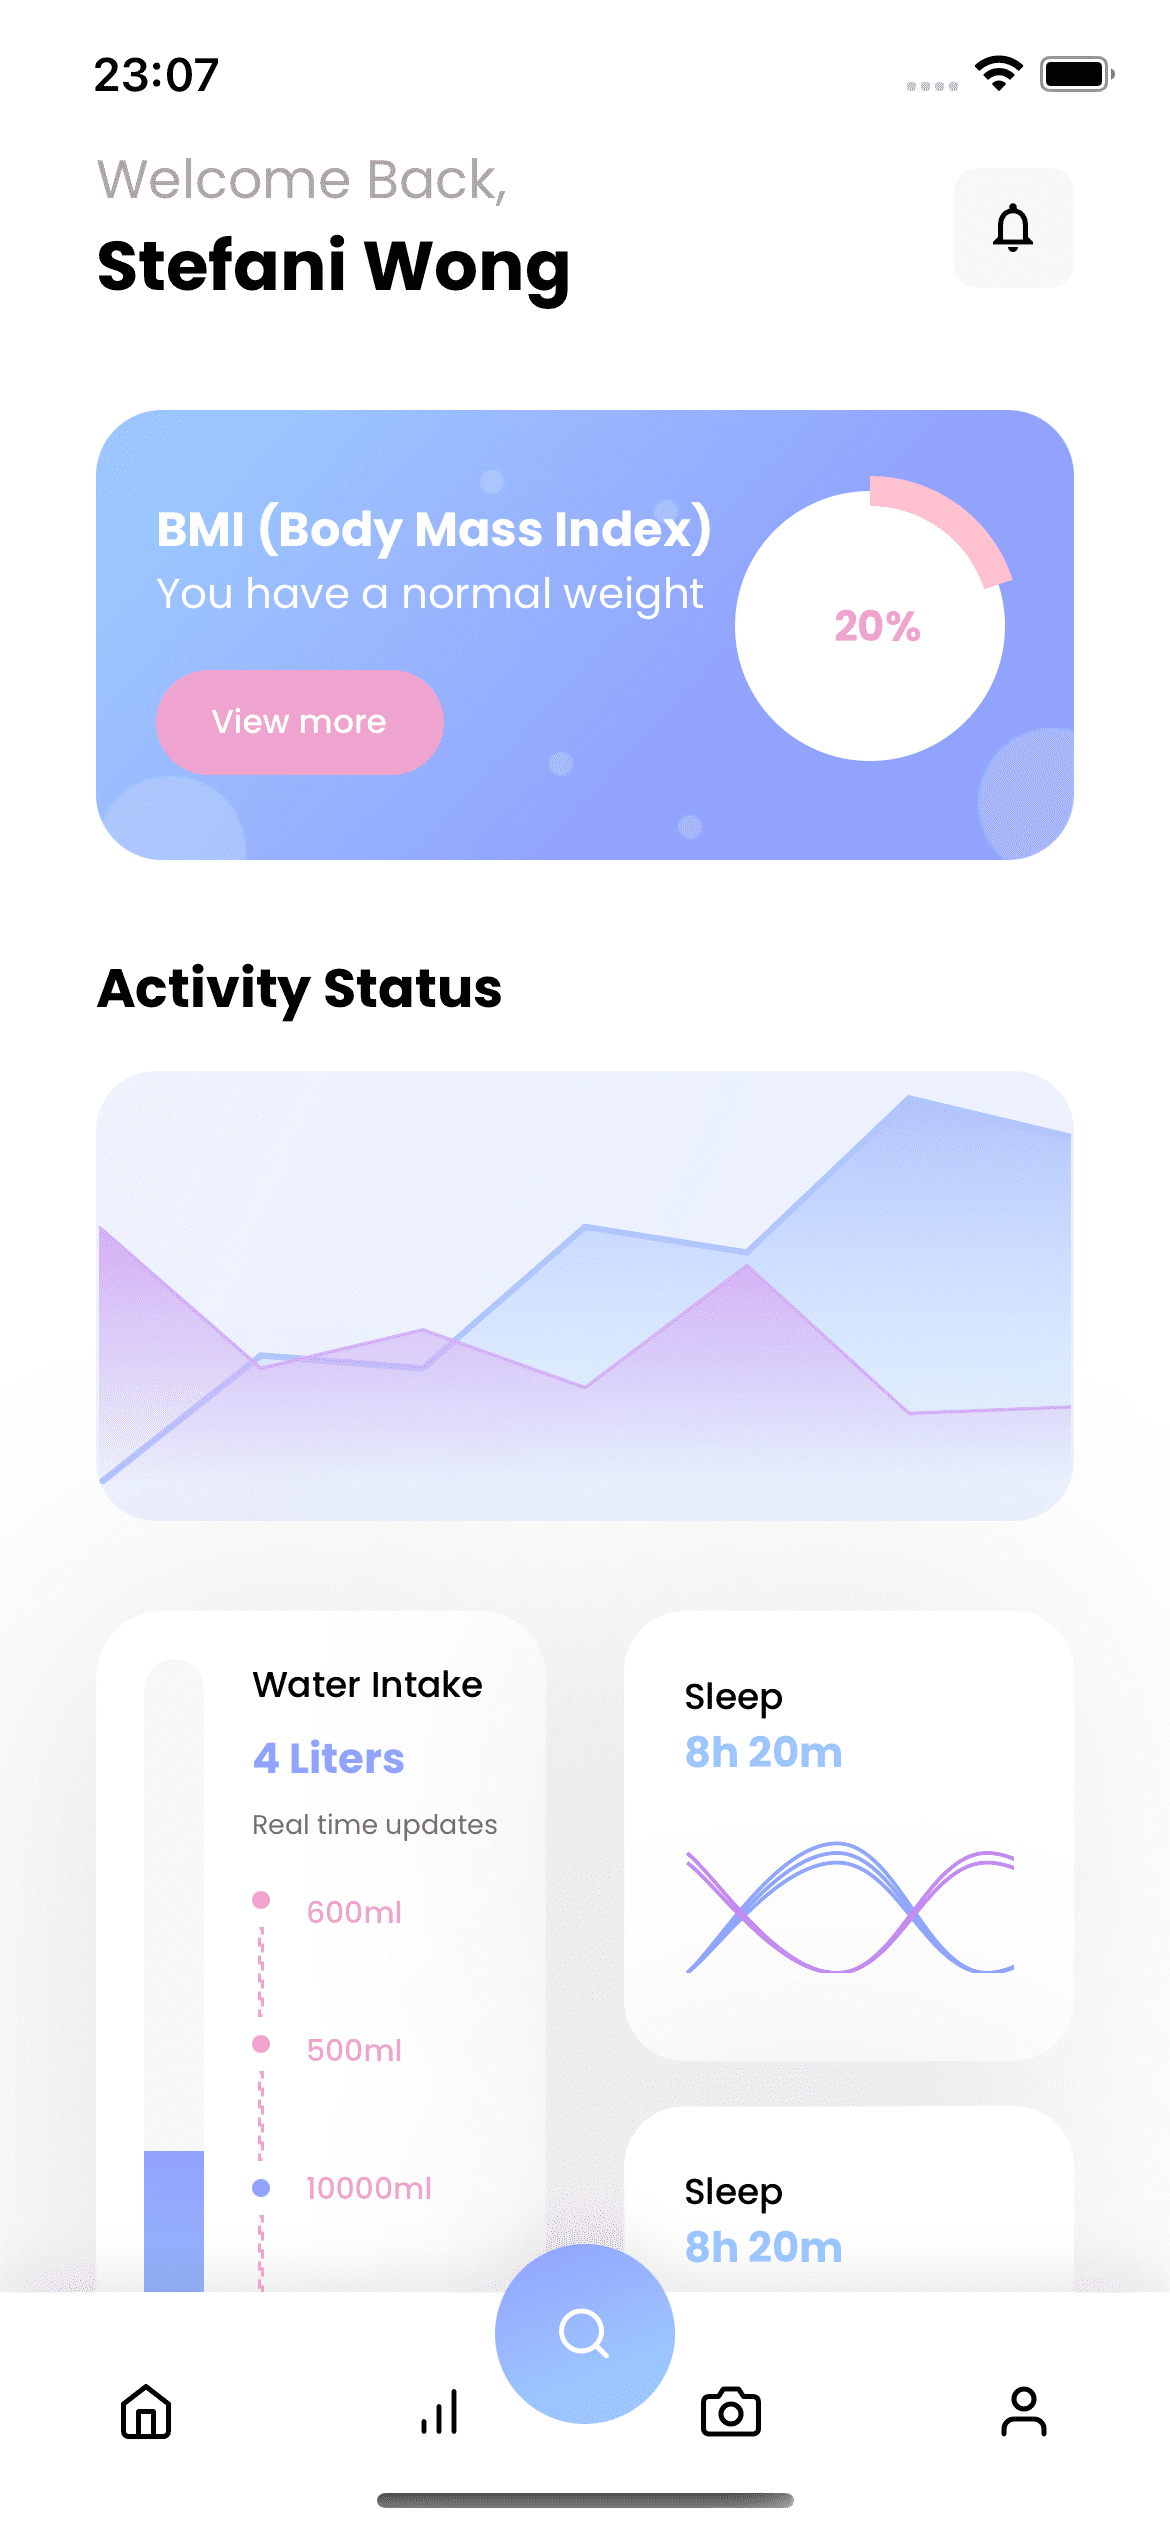 23:07
Welcome Back,
Stefani Wong
BMI (Body Mass Index)
You have a normal weight
20%
View more
Activity Status
Water Intake
4 Liters
Real time updates
600ml
500ml
10000ml
Sleep
8h 20m
Sleep
8h 20m